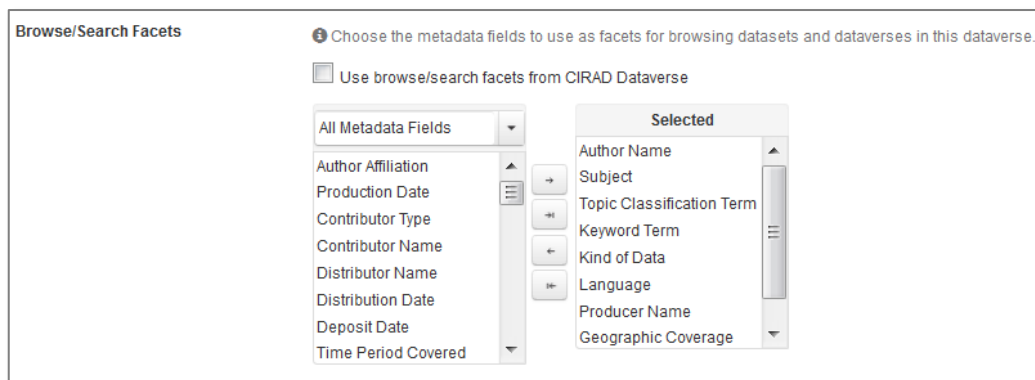 Browse/Search Facets
Choose the metadata fields to use as facets for browsing datasets and dataverses in this dataverse.
Use browse/search facets from CIRAD Dataverse
All Metadata Fields
Author Affiliation
Production Date
Contributor Type
Contributor Name
Distributor Name
Distribution Date
Deposit Date
Time Period Covered
Selected
Author Name
Subject
Topic Classification Term
Keyword Term
Kind of Data
Language
Producer Name
Geographic Coverage